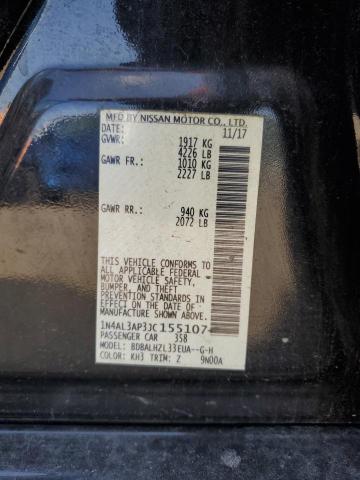 MFD BY NISSAN MOTOR CO., LTD.
DATE: 11/17
GVWR: 1917 KG
4226 LB
GAWR FR.: 1010 KG
2227 LB
GAWR RR.: 940 KG
2072 LB
THIS VEHICLE CONFORMS TO ALL
APPLICABLE FEDERAL MOTOR VEHICLE SAFETY,
BUMPER, AND THEFT
PREVENTION STANDARDS IN EFFECT ON THE
DATE OF MANUFACTURE SHOWN ABOVE.
1N4AL3AP3JC155107
PASSENGER CAR 358
MODEL: BDBALHZL33EUA--G-H
COLOR: KH3 TRIM: Z 9N00A